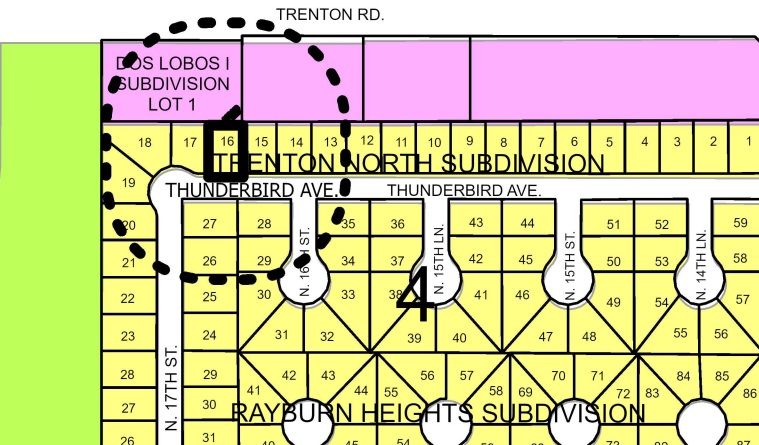 TRENTON RD.
DOS LOBOS I
SUBDIVISION
LOT 1
18 17 16 15 14 13 12 11 10 9 8 7 6 5 4 3 2 1
TRENTON NORTH SUBDIVISION
19 THUNDERBIRD AVE. THUNDERBIRD AVE.
20 27 28 35 36 43 44 51 52 59
21 26 29 34 37 42 45 50 53 58
N. 16TH ST. N. 15TH LN. N. 15TH ST. N. 14TH LN.
22 25 30 33 38 41 46 49 54 57
4
23 24 31 32 39 40 47 48 55 56
N. 17TH ST.
28 29 42 43 56 57 70 71 84 85
41 44 55 58 69 72 83 86
27 30
RAYBURN HEIGHTS SUBDIVISION
26 31 45 54